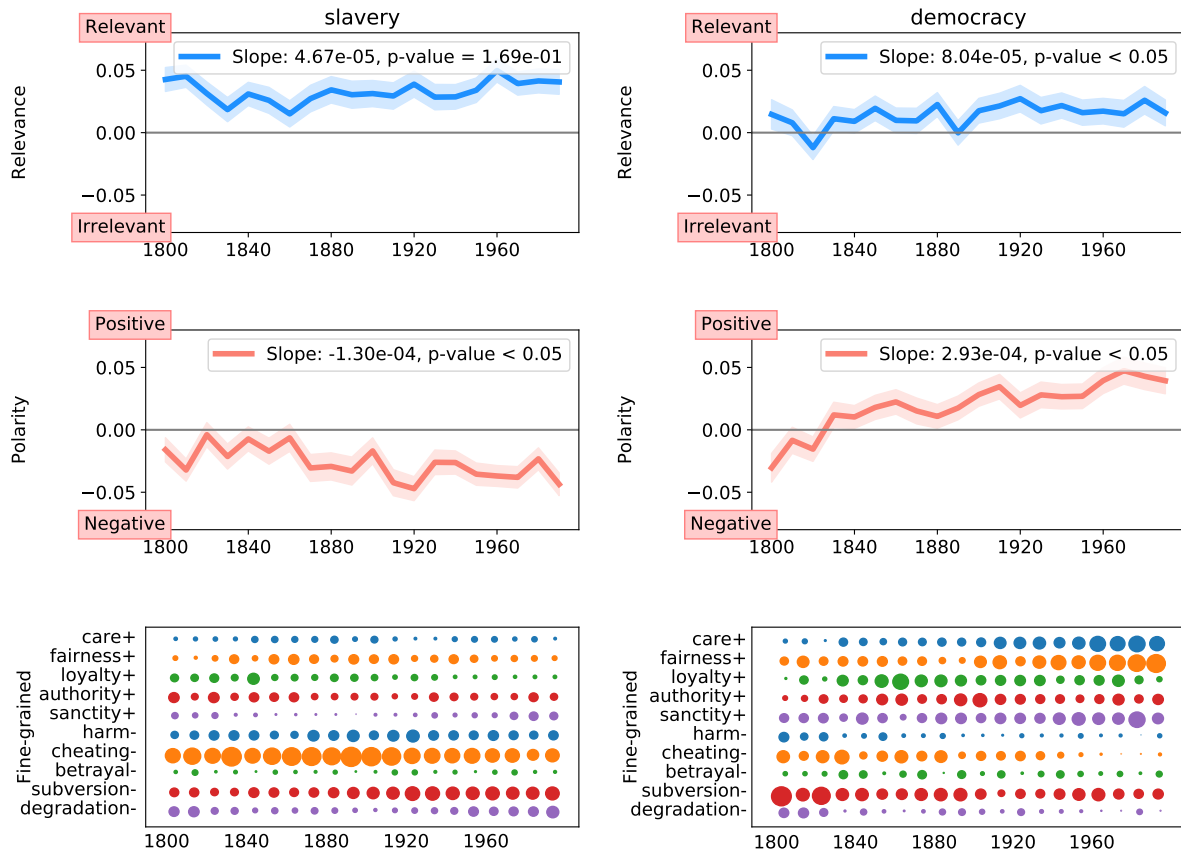 slavery
democracy
Relevant
Slope: 4.67e-05, p-value = 1.69e-01
0.05
0.00
−0.05
Relevance
Irrelevant
1800 1840 1880 1920 1960
Relevant
Slope: 8.04e-05, p-value < 0.05
0.05
0.00
−0.05
Relevance
Irrelevant
1800 1840 1880 1920 1960
Positive
Slope: -1.30e-04, p-value < 0.05
0.05
0.00
−0.05
Polarity
Negative
1800 1840 1880 1920 1960
Positive
Slope: 2.93e-04, p-value < 0.05
0.05
0.00
−0.05
Polarity
Negative
1800 1840 1880 1920 1960
Fine-grained
care+
fairness+
loyalty+
authority+
sanctity+
harm-
cheating-
betrayal-
subversion-
degradation-
1800 1840 1880 1920 1960
Fine-grained
care+
fairness+
loyalty+
authority+
sanctity+
harm-
cheating-
betrayal-
subversion-
degradation-
1800 1840 1880 1920 1960